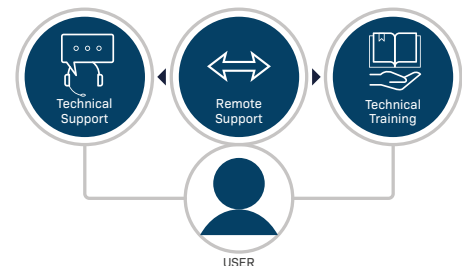 Technical
Support
Remote
Support
Technical
Training
USER